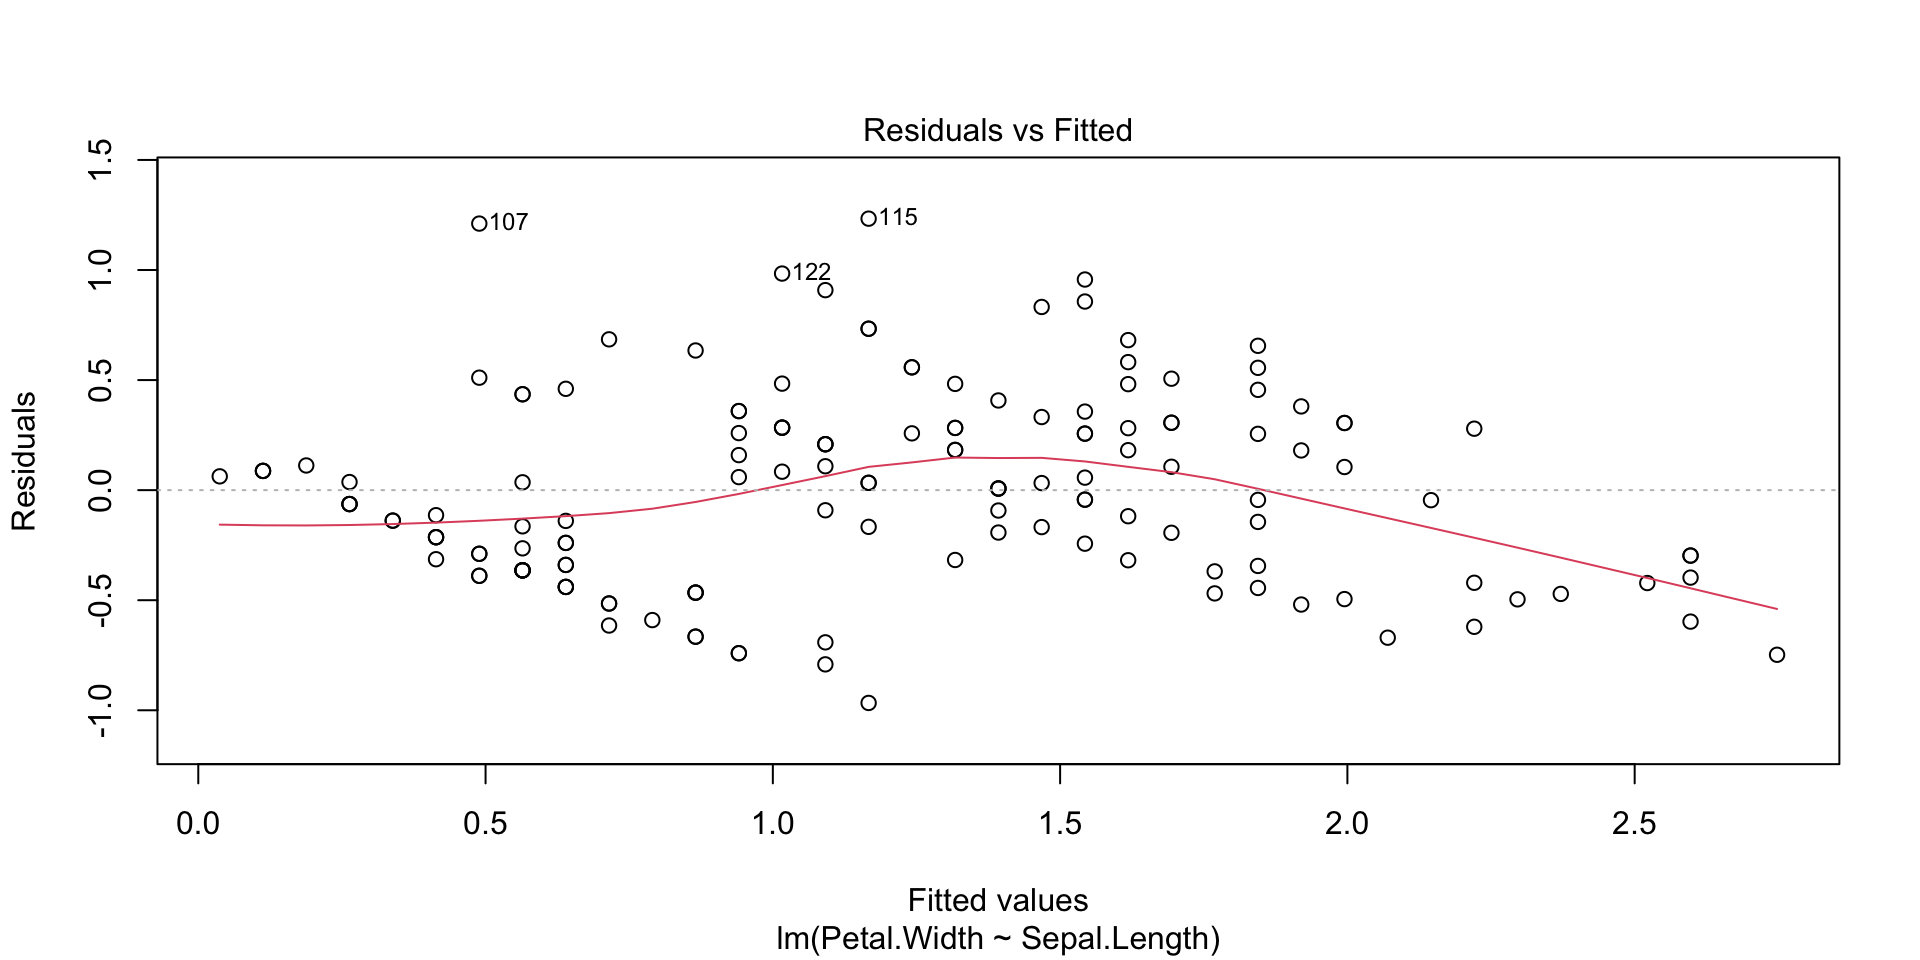 Residuals vs Fitted
Residuals
1.5
1.0
0.5
0.0
-0.5
-1.0
107
115
122
0.0 0.5 1.0 1.5 2.0 2.5
Fitted values
lm(Petal.Width ~ Sepal.Length)